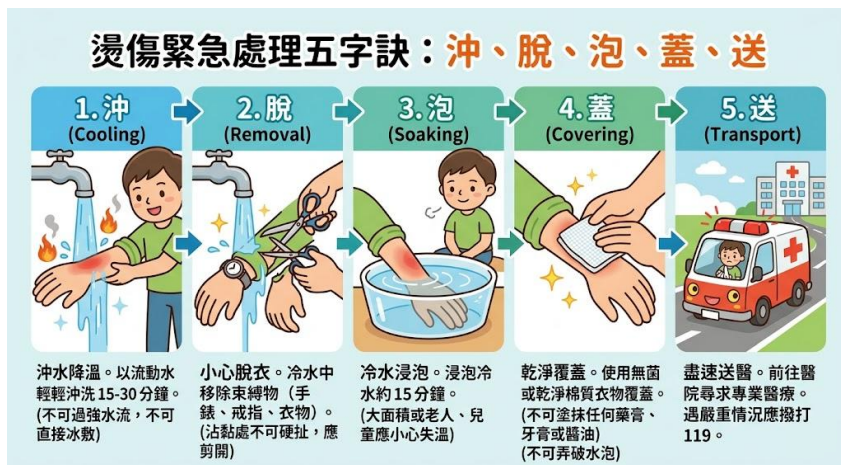 燙傷緊急處理五字訣：沖、脫、泡、蓋、送
1.沖
(Cooling)
2.脫
(Removal)
3.泡
(Soaking)
4.蓋
(Covering)
5.送
(Transport)
沖水降溫。以流動水
輕輕沖洗15-30分鐘。
(不可過強水流，不可
直接冰敷)
小心脫衣。冷水中
移除束縛物（手
錶、戒指、衣物）。
(沾黏處不可硬扯，應
剪開)
冷水浸泡。浸泡冷
水約15分鐘。
(大面積或老人、兒
童應小心失溫)
乾淨覆蓋。使用無菌
或乾淨棉質衣物覆蓋。
(不可塗抹任何藥膏、
牙膏或醬油)
(不可弄破水泡)
盡速送醫。前往醫
院尋求專業醫療。
遇嚴重情況應撥打
119。